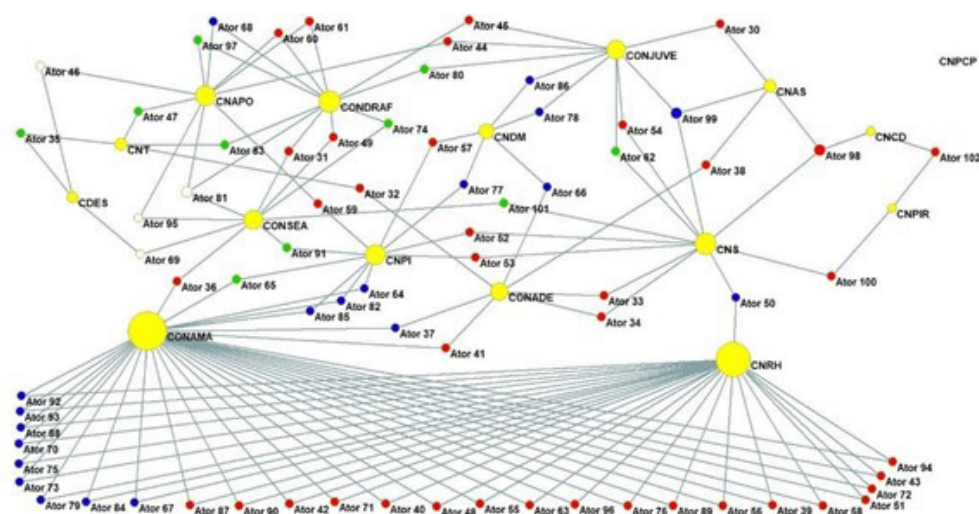 Ator 68
Ator 61
Ator 60
Ator 45
Ator 30
Ator 97
Ator 44
CONJUVE
CNPCP
Ator 46
Ator 80
Ator 86
CNAS
CNAPO
CONDRAF
Ator 47
Ator 78
Ator 54
Ator 99
Ator 35
Ator 74
CNDM
CNCD
CNT
Ator 83
Ator 31
Ator 49
Ator 57
Ator 62
Ator 98
Ator 102
Ator 38
CDES
Ator 81
Ator 32
Ator 77
Ator 66
Ator 59
Ator 101
CNPIR
Ator 95
CONSEA
Ator 52
CNS
Ator 69
Ator 91
CNPI
Ator 53
Ator 36
Ator 65
Ator 64
Ator 100
Ator 82
CONADE
Ator 33
Ator 50
Ator 85
Ator 34
CONAMA
Ator 37
Ator 41
CNRH
Ator 92
Ator 93
Ator 88
Ator 70
Ator 75
Ator 73
Ator 94
Ator 43
Ator 72
Ator 51
Ator 79
Ator 84
Ator 67
Ator 87
Ator 90
Ator 42
Ator 71
Ator 40
Ator 48
Ator 55
Ator 63
Ator 96
Ator 76
Ator 89
Ator 56
Ator 39
Ator 58